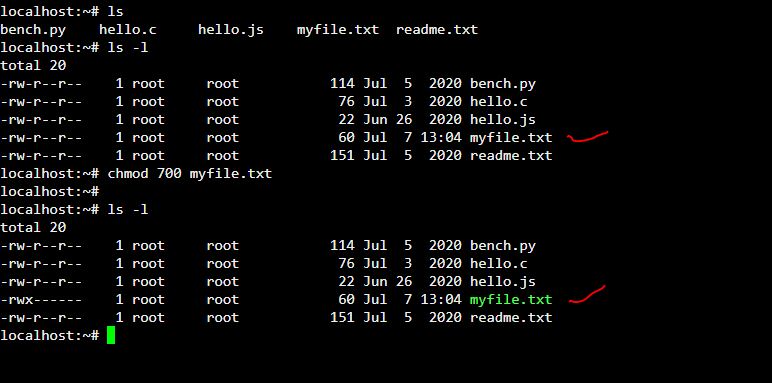 localhost:~# ls
bench.py    hello.c     hello.js    myfile.txt  readme.txt
localhost:~# ls -l
total 20
-rw-r--r--    1 root     root           114 Jul  5  2020 bench.py
-rw-r--r--    1 root     root            76 Jul  3  2020 hello.c
-rw-r--r--    1 root     root            22 Jun 26  2020 hello.js
-rw-r--r--    1 root     root            60 Jul  7 13:04 myfile.txt
-rw-r--r--    1 root     root           151 Jul  5  2020 readme.txt
localhost:~# chmod 700 myfile.txt
localhost:~#
localhost:~# ls -l
total 20
-rw-r--r--    1 root     root           114 Jul  5  2020 bench.py
-rw-r--r--    1 root     root            76 Jul  3  2020 hello.c
-rw-r--r--    1 root     root            22 Jun 26  2020 hello.js
-rwx------    1 root     root            60 Jul  7 13:04 myfile.txt
-rw-r--r--    1 root     root           151 Jul  5  2020 readme.txt
localhost:~#